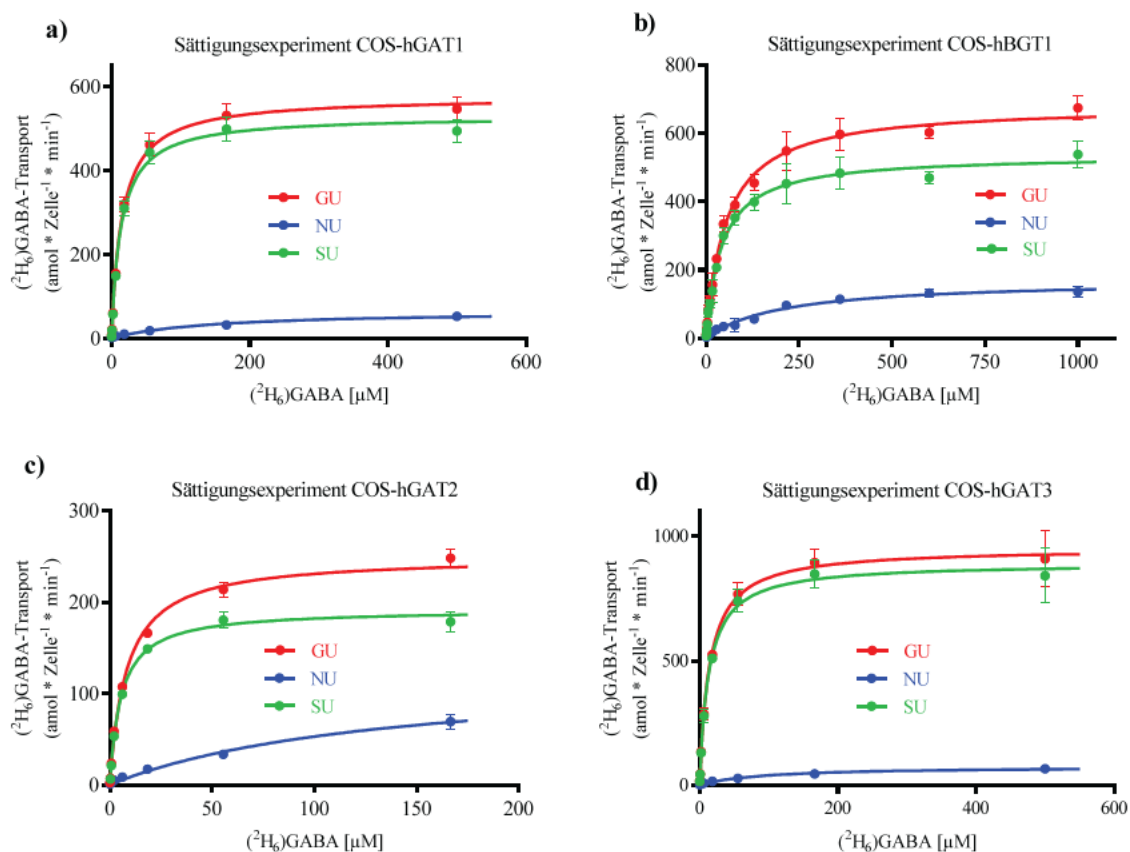 a)
Sättigungsexperiment COS-hGAT1
(²H₆)GABA-Transport
(amol * Zelle⁻¹ * min⁻¹)
600
400
200
0
GU
NU
SU
0 200 400 600
(²H₆)GABA [µM]
b)
Sättigungsexperiment COS-hBGT1
(²H₆)GABA-Transport
(amol * Zelle⁻¹ * min⁻¹)
800
600
400
200
0
GU
NU
SU
0 250 500 750 1000
(²H₆)GABA [µM]
c)
Sättigungsexperiment COS-hGAT2
(²H₆)GABA-Transport
(amol * Zelle⁻¹ * min⁻¹)
300
200
100
0
GU
NU
SU
0 50 100 150 200
(²H₆)GABA [µM]
d)
Sättigungsexperiment COS-hGAT3
(²H₆)GABA-Transport
(amol * Zelle⁻¹ * min⁻¹)
1000
500
0
GU
NU
SU
0 200 400 600
(²H₆)GABA [µM]